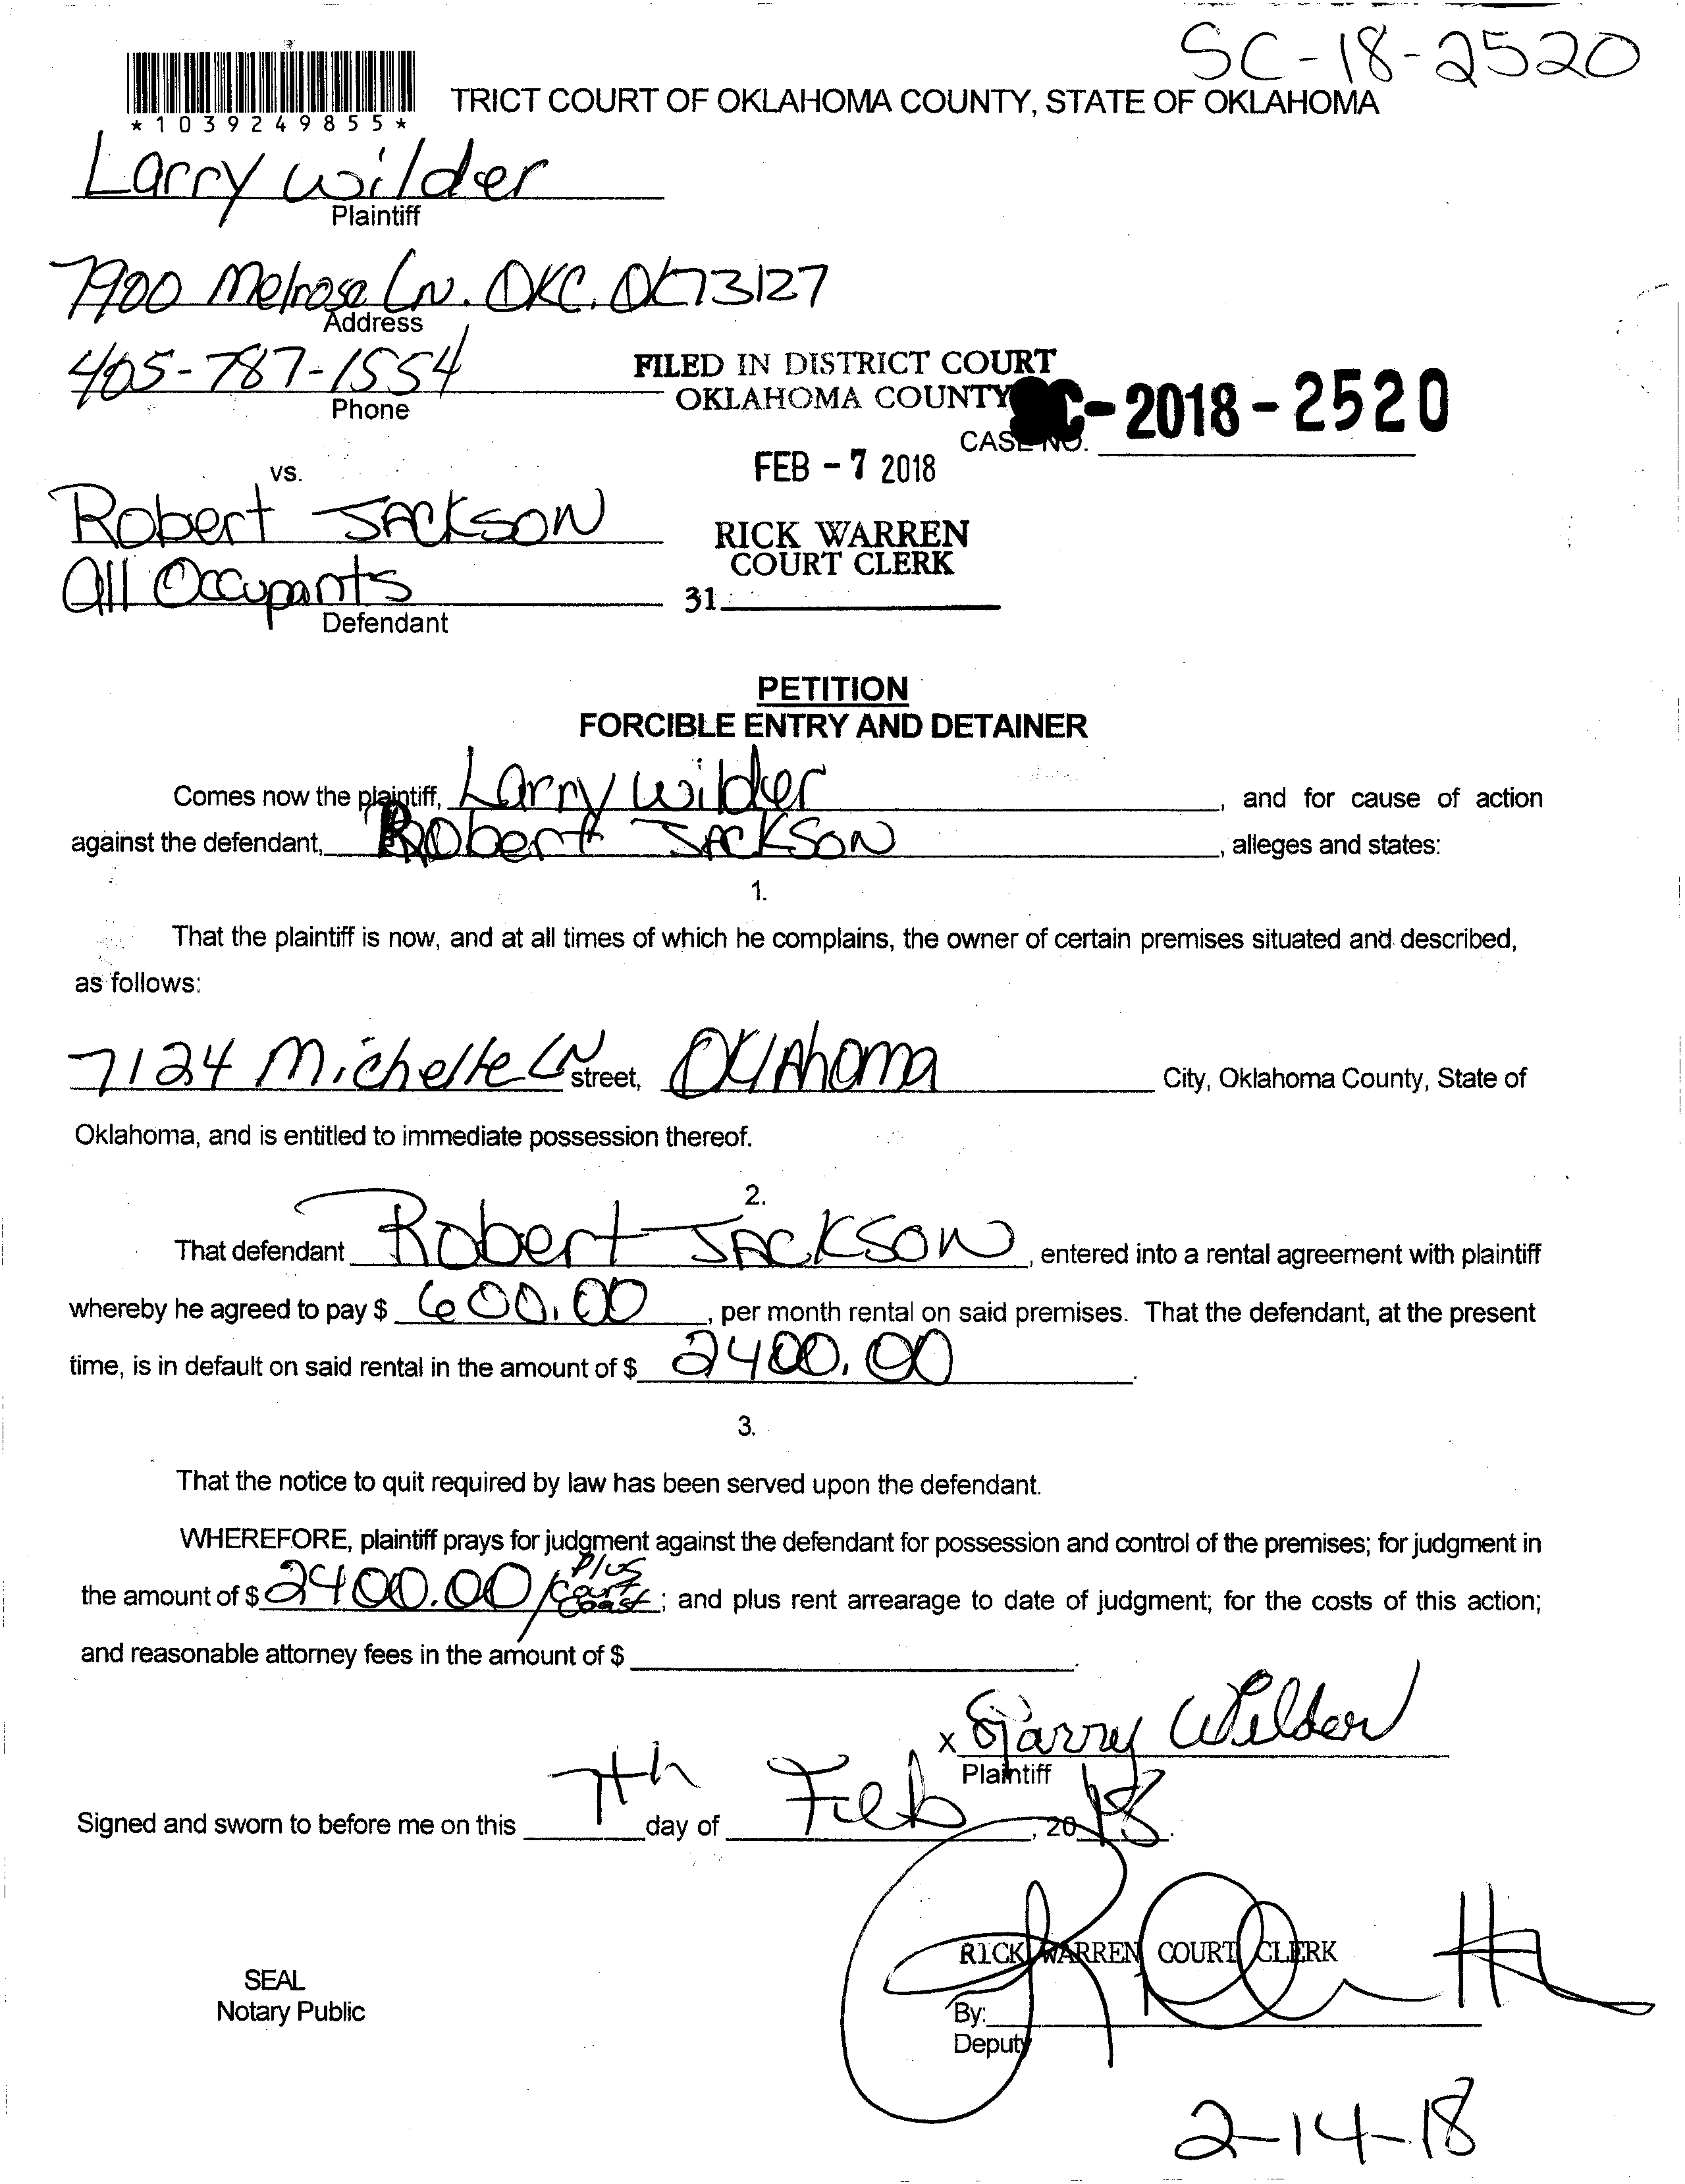 SC-18-2520
TRICT COURT OF OKLAHOMA COUNTY, STATE OF OKLAHOMA
*1039249855*
Larry wilder
Plaintiff
7900 Melrose Ln. OKC. OK 73127
Address
405-787-1554
Phone
FILED IN DISTRICT COURT
OKLAHOMA COUNTY
CASE NO. SC-2018-2520
FEB - 7 2018
vs.
Robert JACKSON
RICK WARREN
COURT CLERK
All Occupants
31
Defendant
PETITION
FORCIBLE ENTRY AND DETAINER
Comes now the plaintiff, Larry wilder, and for cause of action
against the defendant, Robert JACKSON, alleges and states:
1.
That the plaintiff is now, and at all times of which he complains, the owner of certain premises situated and described,
as follows:
7124 Michelle LN street, OKlAhoma City, Oklahoma County, State of
Oklahoma, and is entitled to immediate possession thereof.
2.
That defendant Robert JACKSON, entered into a rental agreement with plaintiff
whereby he agreed to pay $ 600.00, per month rental on said premises. That the defendant, at the present
time, is in default on said rental in the amount of $ 2400.00.
3.
That the notice to quit required by law has been served upon the defendant.
WHEREFORE, plaintiff prays for judgment against the defendant for possession and control of the premises; for judgment in
the amount of $ 2400.00 / plus court coast; and plus rent arrearage to date of judgment; for the costs of this action;
and reasonable attorney fees in the amount of $ .
x Larry Wilder
Plaintiff
Signed and sworn to before me on this 7th day of Feb, 2018.
RICK WARREN COURT CLERK
SEAL
Notary Public
By:
Deputy
2-14-18